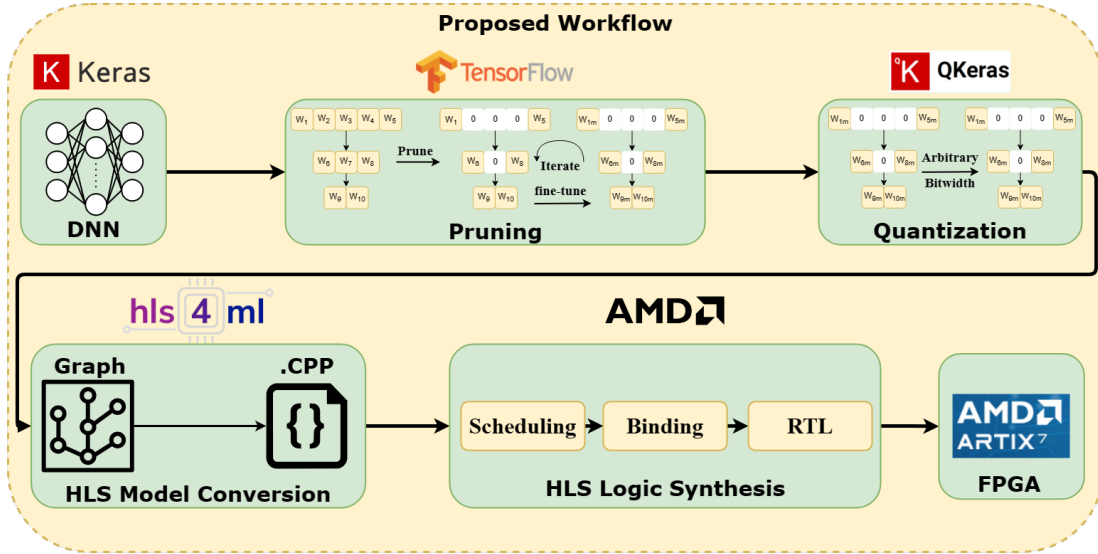 Proposed Workflow
K Keras
TensorFlow
QK QKeras
W1 W2 W3 W4 W5
W6 W7 W8
W9 W10
Prune
W1 0 0 0 W5
W6 0 W8
W9 W10
Iterate
fine-tune
W1m 0 0 0 W5m
W6m 0 W8m
W9m W10m
W1m 0 0 0 W5m
W6m 0 W8m
W9m W10m
Arbitrary
Bitwidth
W1m 0 0 0 W5m
W6m 0 W8m
W9m W10m
DNN
Pruning
Quantization
hls 4 ml
AMD
Graph
.CPP
{}
HLS Model Conversion
Scheduling
Binding
RTL
HLS Logic Synthesis
AMD
ARTIX 7
FPGA